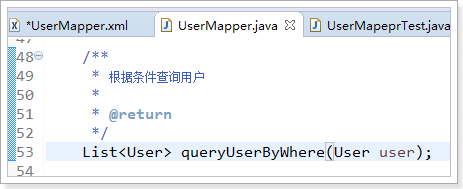 *UserMapper.xml UserMapper.java UserMapeprTest.java
47
48 /**
49 * 根据条件查询用户
50 *
51 * @return
52 */
53 List<User> queryUserByWhere(User user);
54